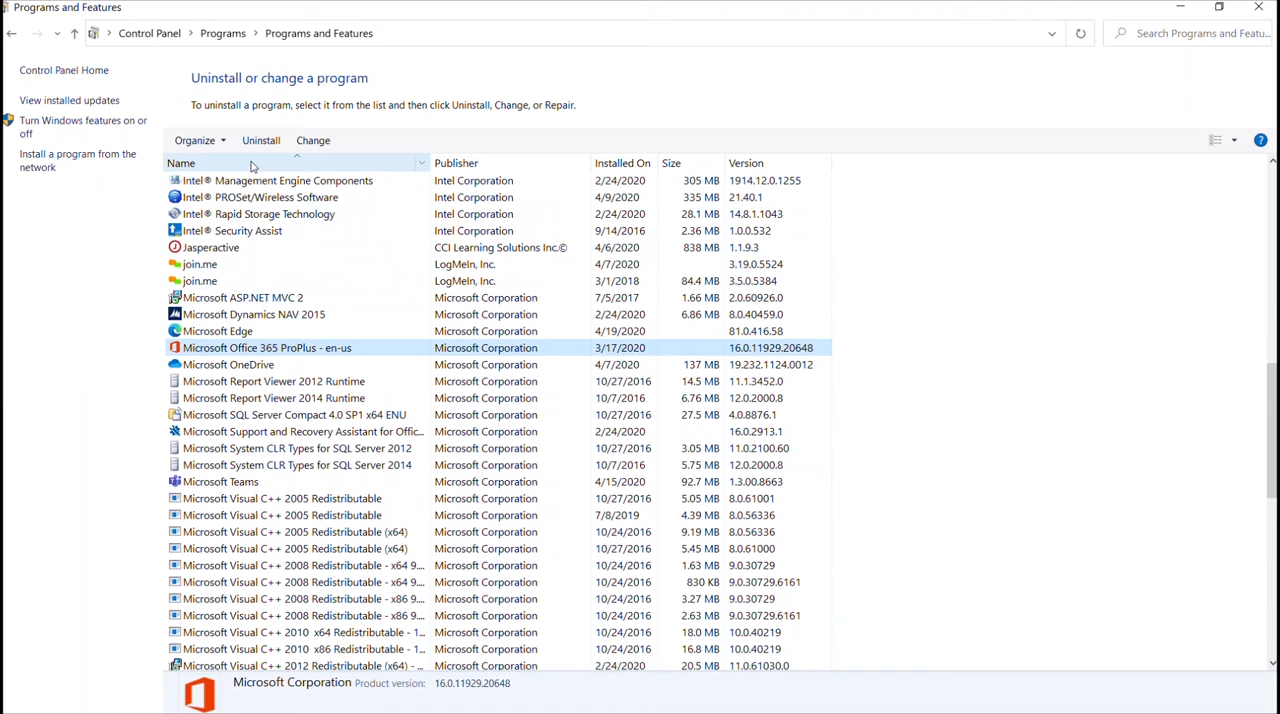 Programs and Features
Control Panel > Programs > Programs and Features
Search Programs and Featu...
Control Panel Home
View installed updates
Turn Windows features on or
off
Install a program from the
network
Uninstall or change a program
To uninstall a program, select it from the list and then click Uninstall, Change, or Repair.
Organize Uninstall Change
Name Publisher Installed On Size Version
Intel® Management Engine Components Intel Corporation 2/24/2020 305 MB 1914.12.0.1255
Intel® PROSet/Wireless Software Intel Corporation 4/9/2020 335 MB 21.40.1
Intel® Rapid Storage Technology Intel Corporation 2/24/2020 28.1 MB 14.8.1.1043
Intel® Security Assist Intel Corporation 9/14/2016 2.36 MB 1.0.0.532
Jasperactive CCI Learning Solutions Inc.© 4/6/2020 838 MB 1.1.9.3
join.me LogMeIn, Inc. 4/7/2020 3.19.0.5524
join.me LogMeIn, Inc. 3/1/2018 84.4 MB 3.5.0.5384
Microsoft ASP.NET MVC 2 Microsoft Corporation 7/5/2017 1.66 MB 2.0.60926.0
Microsoft Dynamics NAV 2015 Microsoft Corporation 2/24/2020 6.86 MB 8.0.40459.0
Microsoft Edge Microsoft Corporation 4/19/2020 81.0.416.58
Microsoft Office 365 ProPlus - en-us Microsoft Corporation 3/17/2020 16.0.11929.20648
Microsoft OneDrive Microsoft Corporation 4/7/2020 137 MB 19.232.1124.0012
Microsoft Report Viewer 2012 Runtime Microsoft Corporation 10/27/2016 14.5 MB 11.1.3452.0
Microsoft Report Viewer 2014 Runtime Microsoft Corporation 10/7/2016 6.76 MB 12.0.2000.8
Microsoft SQL Server Compact 4.0 SP1 x64 ENU Microsoft Corporation 10/27/2016 27.5 MB 4.0.8876.1
Microsoft Support and Recovery Assistant for Offic... Microsoft Corporation 2/24/2020 16.0.2913.1
Microsoft System CLR Types for SQL Server 2012 Microsoft Corporation 10/27/2016 3.05 MB 11.0.2100.60
Microsoft System CLR Types for SQL Server 2014 Microsoft Corporation 10/7/2016 5.75 MB 12.0.2000.8
Microsoft Teams Microsoft Corporation 4/15/2020 92.7 MB 1.3.00.8663
Microsoft Visual C++ 2005 Redistributable Microsoft Corporation 10/27/2016 5.05 MB 8.0.61001
Microsoft Visual C++ 2005 Redistributable Microsoft Corporation 7/8/2019 4.39 MB 8.0.56336
Microsoft Visual C++ 2005 Redistributable (x64) Microsoft Corporation 10/24/2016 9.19 MB 8.0.56336
Microsoft Visual C++ 2005 Redistributable (x64) Microsoft Corporation 10/27/2016 5.45 MB 8.0.61000
Microsoft Visual C++ 2008 Redistributable - x64 9.... Microsoft Corporation 10/24/2016 1.63 MB 9.0.30729
Microsoft Visual C++ 2008 Redistributable - x64 9.... Microsoft Corporation 10/24/2016 830 KB 9.0.30729.6161
Microsoft Visual C++ 2008 Redistributable - x86 9.... Microsoft Corporation 10/24/2016 3.27 MB 9.0.30729
Microsoft Visual C++ 2008 Redistributable - x86 9.... Microsoft Corporation 10/24/2016 2.63 MB 9.0.30729.6161
Microsoft Visual C++ 2010 x64 Redistributable - 1... Microsoft Corporation 10/24/2016 18.0 MB 10.0.40219
Microsoft Visual C++ 2010 x86 Redistributable - 1... Microsoft Corporation 10/24/2016 16.8 MB 10.0.40219
Microsoft Visual C++ 2012 Redistributable (x64) - ... Microsoft Corporation 2/24/2020 20.5 MB 11.0.61030.0
Microsoft Corporation Product version: 16.0.11929.20648